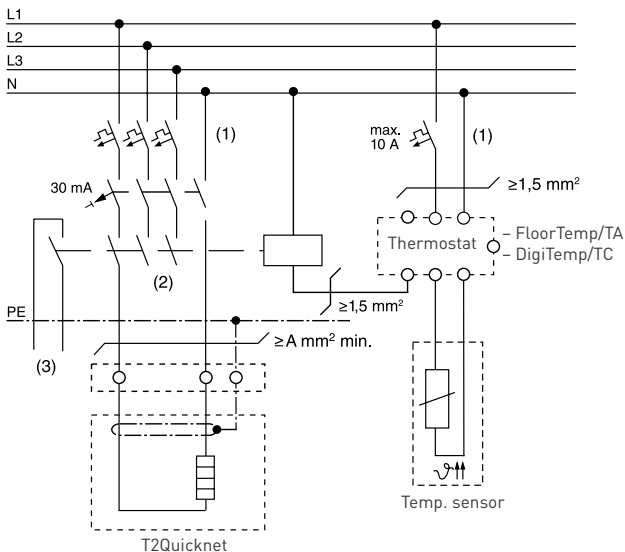 L1
L2
L3
N
(1)
max.
10 A
(1)
30 mA
≥1,5 mm²
Thermostat
– FloorTemp/TA
– DigiTemp/TC
(2)
≥1,5 mm²
PE
(3)
≥A mm² min.
ϑ
Temp. sensor
T2Quicknet